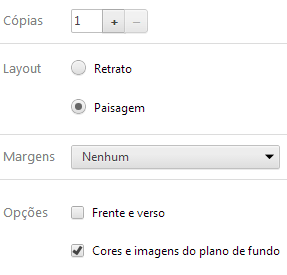 Cópias 1 + −
Layout Retrato
Paisagem
Margens Nenhum
Opções Frente e verso
Cores e imagens do plano de fundo